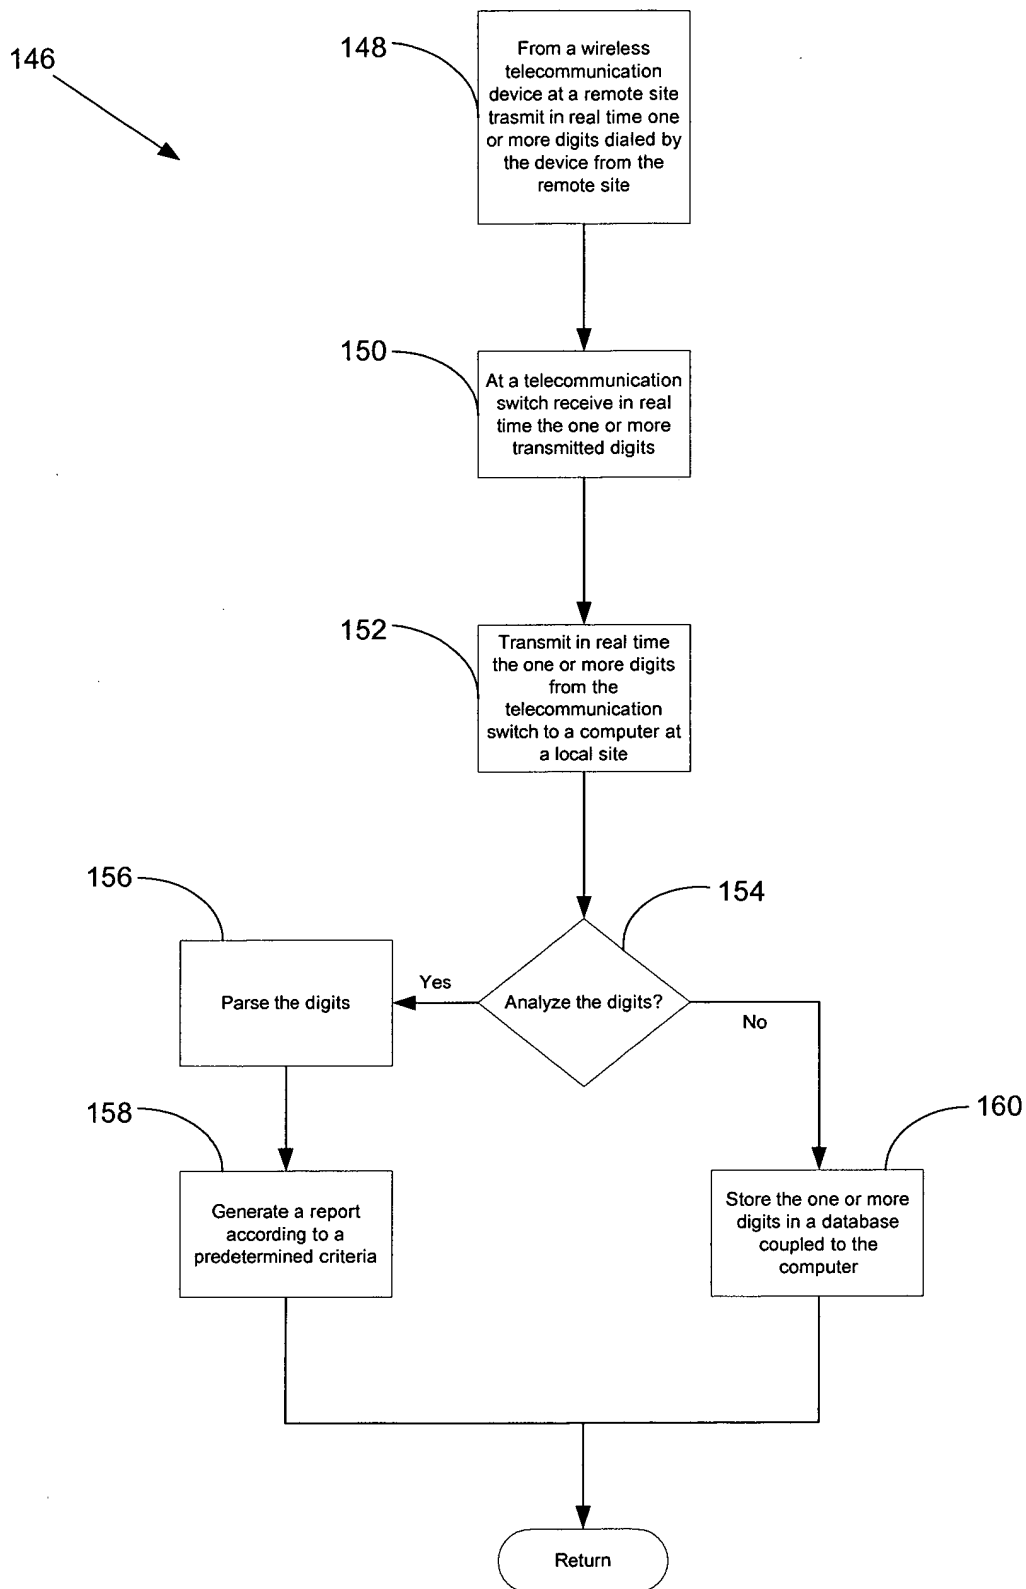 146
148
From a wireless
telecommunication
device at a remote site
trasmit in real time one
or more digits dialed by
the device from the
remote site
150
At a telecommunication
switch receive in real
time the one or more
transmitted digits
152
Transmit in real time
the one or more digits
from the
telecommunication
switch to a computer at
a local site
154
Analyze the digits?
Yes
No
156
Parse the digits
158
Generate a report
according to a
predetermined criteria
160
Store the one or more
digits in a database
coupled to the
computer
Return